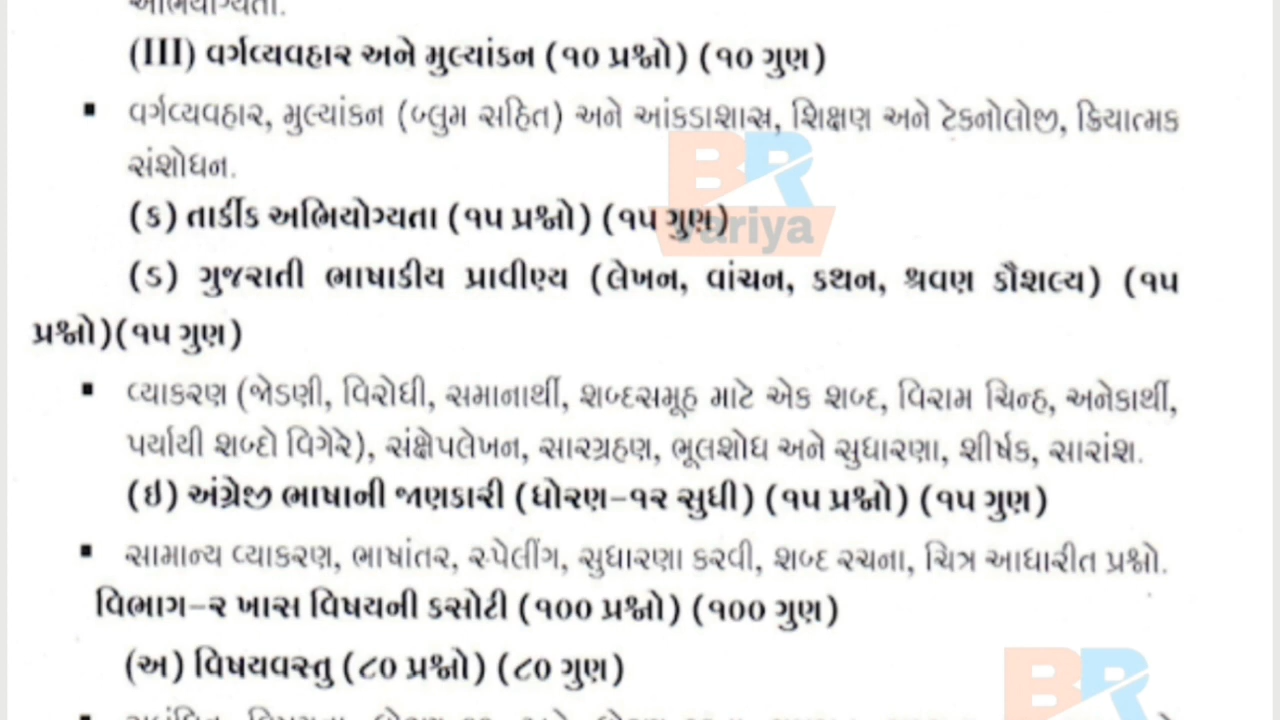 (III) વર્ગવ્યવહાર અને મુલ્યાંકન (૧૦ પ્રશ્નો) (૧૦ ગુણ)
▪ વર્ગવ્યવહાર, મુલ્યાંકન (બ્લુમ સહિત) અને આંકડાશાસ્ત્ર, શિક્ષણ અને ટેકનોલોજી, ક્રિયાત્મક
સંશોધન.
BR
variya
(ક) તાર્કીક અભિયોગ્યતા (૧૫ પ્રશ્નો) (૧૫ ગુણ)
(ડ) ગુજરાતી ભાષાકીય પ્રાવીણ્ય (લેખન, વાંચન, કથન, શ્રવણ કૌશલ્ય) (૧૫
પ્રશ્નો)(૧૫ ગુણ)
▪ વ્યાકરણ (જોડણી, વિરોધી, સમાનાર્થી, શબ્દસમૂહ માટે એક શબ્દ, વિરામ ચિન્હ, અનેકાર્થી,
પર્યાયી શબ્દો વિગેરે), સંક્ષેપલેખન, સારગ્રહણ, ભૂલશોધ અને સુધારણા, શીર્ષક, સારાંશ.
(ઇ) અંગ્રેજી ભાષાની જાણકારી (ધોરણ-૧૨ સુધી) (૧૫ પ્રશ્નો) (૧૫ ગુણ)
▪ સામાન્ય વ્યાકરણ, ભાષાંતર, સ્પેલીંગ, સુધારણા કરવી, શબ્દ રચના, ચિત્ર આધારીત પ્રશ્નો.
વિભાગ-૨ ખાસ વિષયની કસોટી (૧૦૦ પ્રશ્નો) (૧૦૦ ગુણ)
(અ) વિષયવસ્તુ (૮૦ પ્રશ્નો) (૮૦ ગુણ)
BR